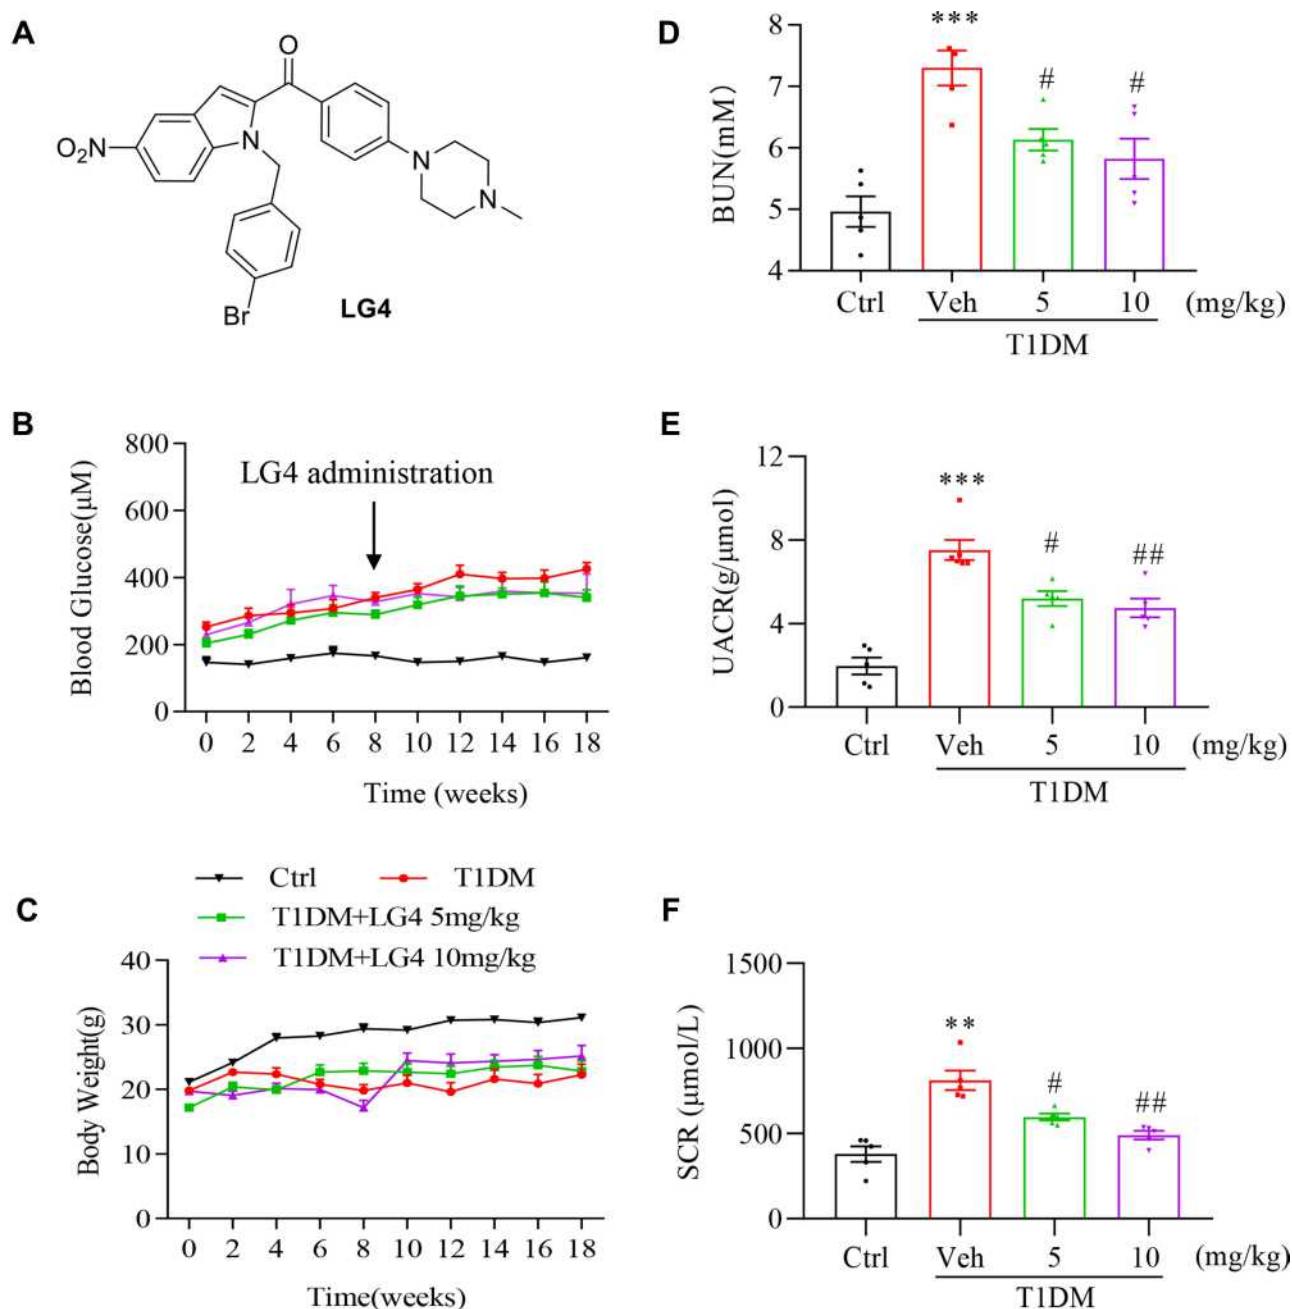 A
O
O₂N
N
N
N
Br
LG4
B
Blood Glucose(μM)
800
600
400
200
0
LG4 administration
0 2 4 6 8 10 12 14 16 18
Time (weeks)
C
Ctrl
T1DM
T1DM+LG4 5mg/kg
T1DM+LG4 10mg/kg
Body Weight(g)
40
30
20
10
0
0 2 4 6 8 10 12 14 16 18
Time(weeks)
D
BUN(mM)
8
7
6
5
4
***
#
#
Ctrl Veh 5 10 (mg/kg)
T1DM
E
UACR(g/μmol)
12
8
4
0
***
#
##
Ctrl Veh 5 10 (mg/kg)
T1DM
F
SCR (μmol/L)
1500
1000
500
0
**
#
##
Ctrl Veh 5 10 (mg/kg)
T1DM